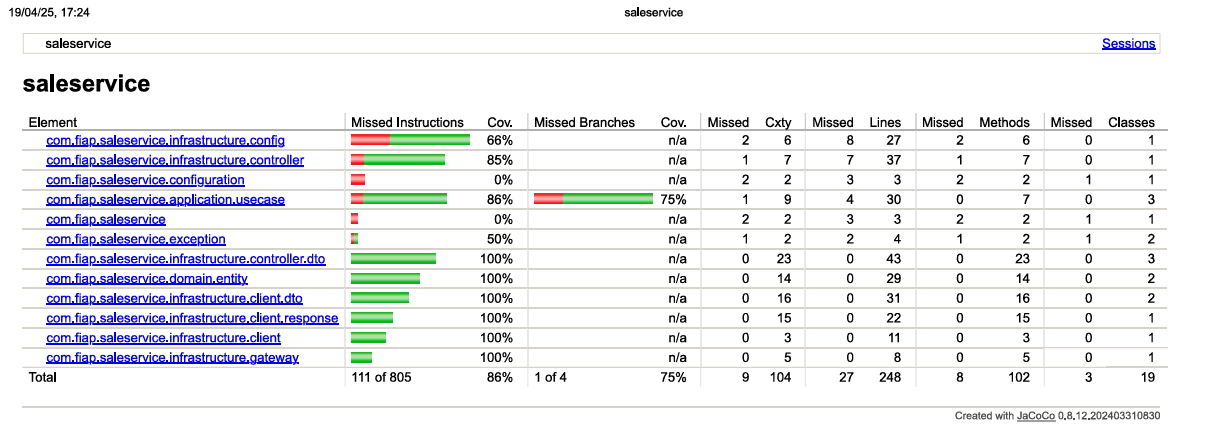 19/04/25, 17:24 saleservice
saleservice Sessions
saleservice
Element Missed Instructions Cov. Missed Branches Cov. Missed Cxty Missed Lines Missed Methods Missed Classes
com.fiap.saleservice.infrastructure.config 66% n/a 2 6 8 27 2 6 0 1
com.fiap.saleservice.infrastructure.controller 85% n/a 1 7 7 37 1 7 0 1
com.fiap.saleservice.configuration 0% n/a 2 2 3 3 2 2 1 1
com.fiap.saleservice.application.usecase 86% 75% 1 9 4 30 0 7 0 3
com.fiap.saleservice 0% n/a 2 2 3 3 2 2 1 1
com.fiap.saleservice.exception 50% n/a 1 2 2 4 1 2 1 2
com.fiap.saleservice.infrastructure.controller.dto 100% n/a 0 23 0 43 0 23 0 3
com.fiap.saleservice.domain.entity 100% n/a 0 14 0 29 0 14 0 2
com.fiap.saleservice.infrastructure.client.dto 100% n/a 0 16 0 31 0 16 0 2
com.fiap.saleservice.infrastructure.client.response 100% n/a 0 15 0 22 0 15 0 1
com.fiap.saleservice.infrastructure.client 100% n/a 0 3 0 11 0 3 0 1
com.fiap.saleservice.infrastructure.gateway 100% n/a 0 5 0 8 0 5 0 1
Total 111 of 805 86% 1 of 4 75% 9 104 27 248 8 102 3 19
Created with JaCoCo 0.8.12.202403310830